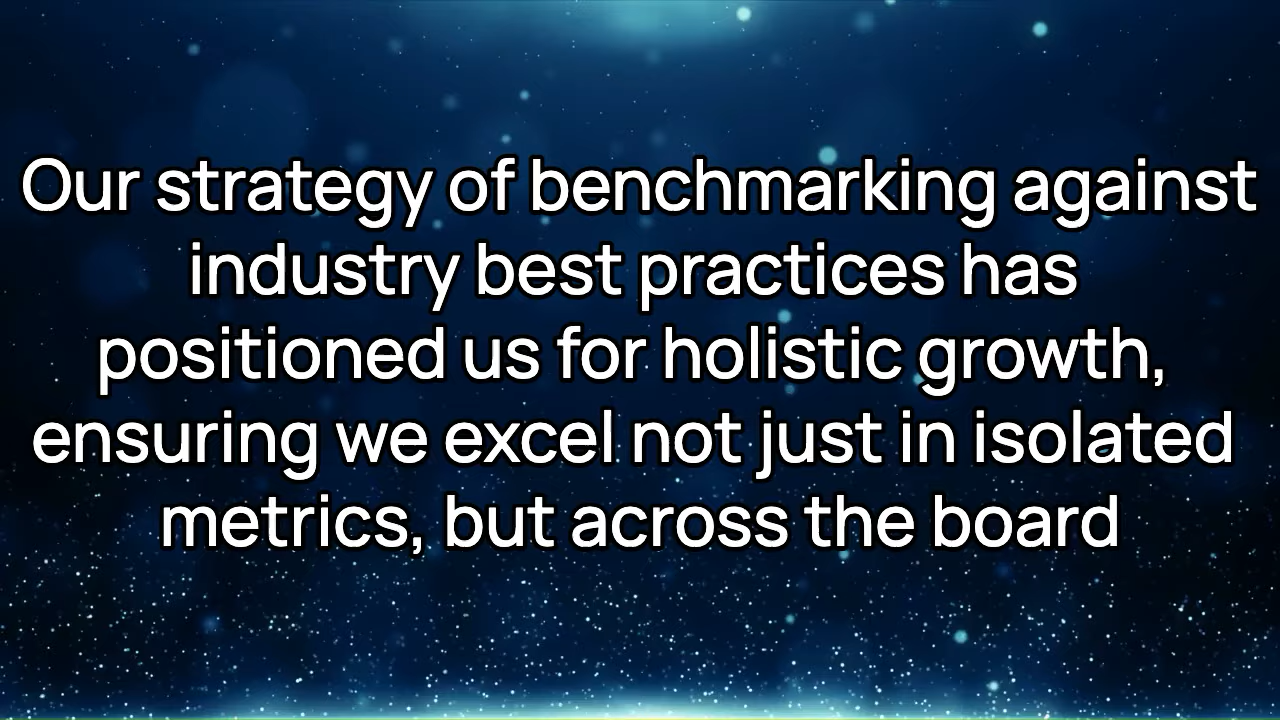 Our strategy of benchmarking against
industry best practices has
positioned us for holistic growth,
ensuring we excel not just in isolated
metrics, but across the board